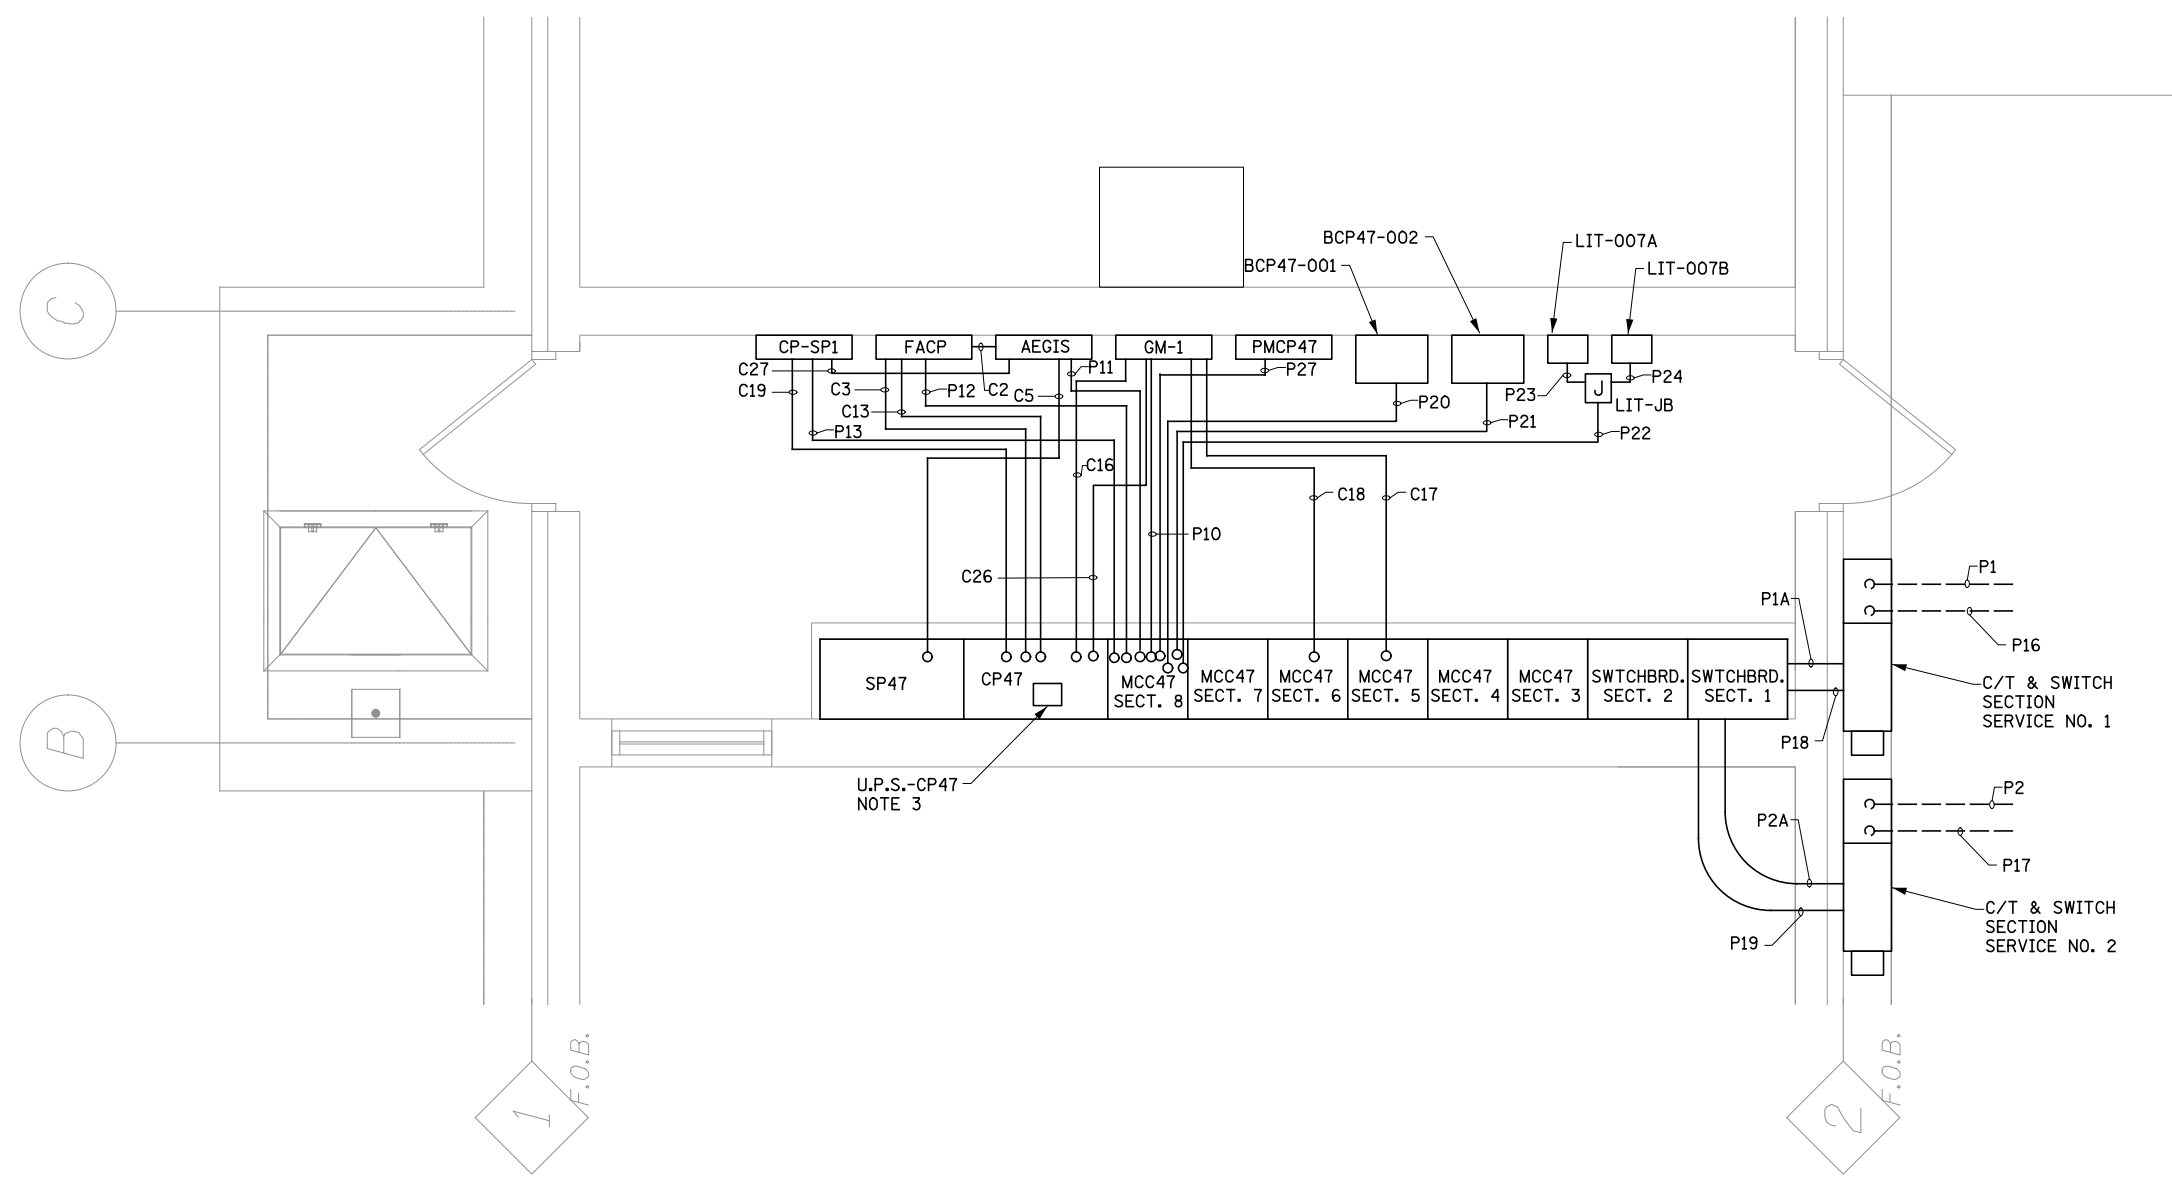 BCP47-002
LIT-007A
BCP47-001
LIT-007B
C
CP-SP1
FACP
AEGIS
GM-1
PMCP47
C27
C19
C3
P12
C2
C5
P11
P27
P20
P23
J
P24
LIT-JB
C13
P13
P21
P22
C16
C18
C17
P10
C26
P1
P1A
P16
SP47
CP47
MCC47
SECT. 8
MCC47
SECT. 7
MCC47
SECT. 6
MCC47
SECT. 5
MCC47
SECT. 4
MCC47
SECT. 3
SWTCHBRD.
SECT. 2
SWTCHBRD.
SECT. 1
C/T & SWITCH
SECTION
SERVICE NO. 1
B
P18
U.P.S.-CP47
NOTE 3
P2
P2A
P17
C/T & SWITCH
SECTION
SERVICE NO. 2
P19
1
F.O.B.
2
F.O.B.